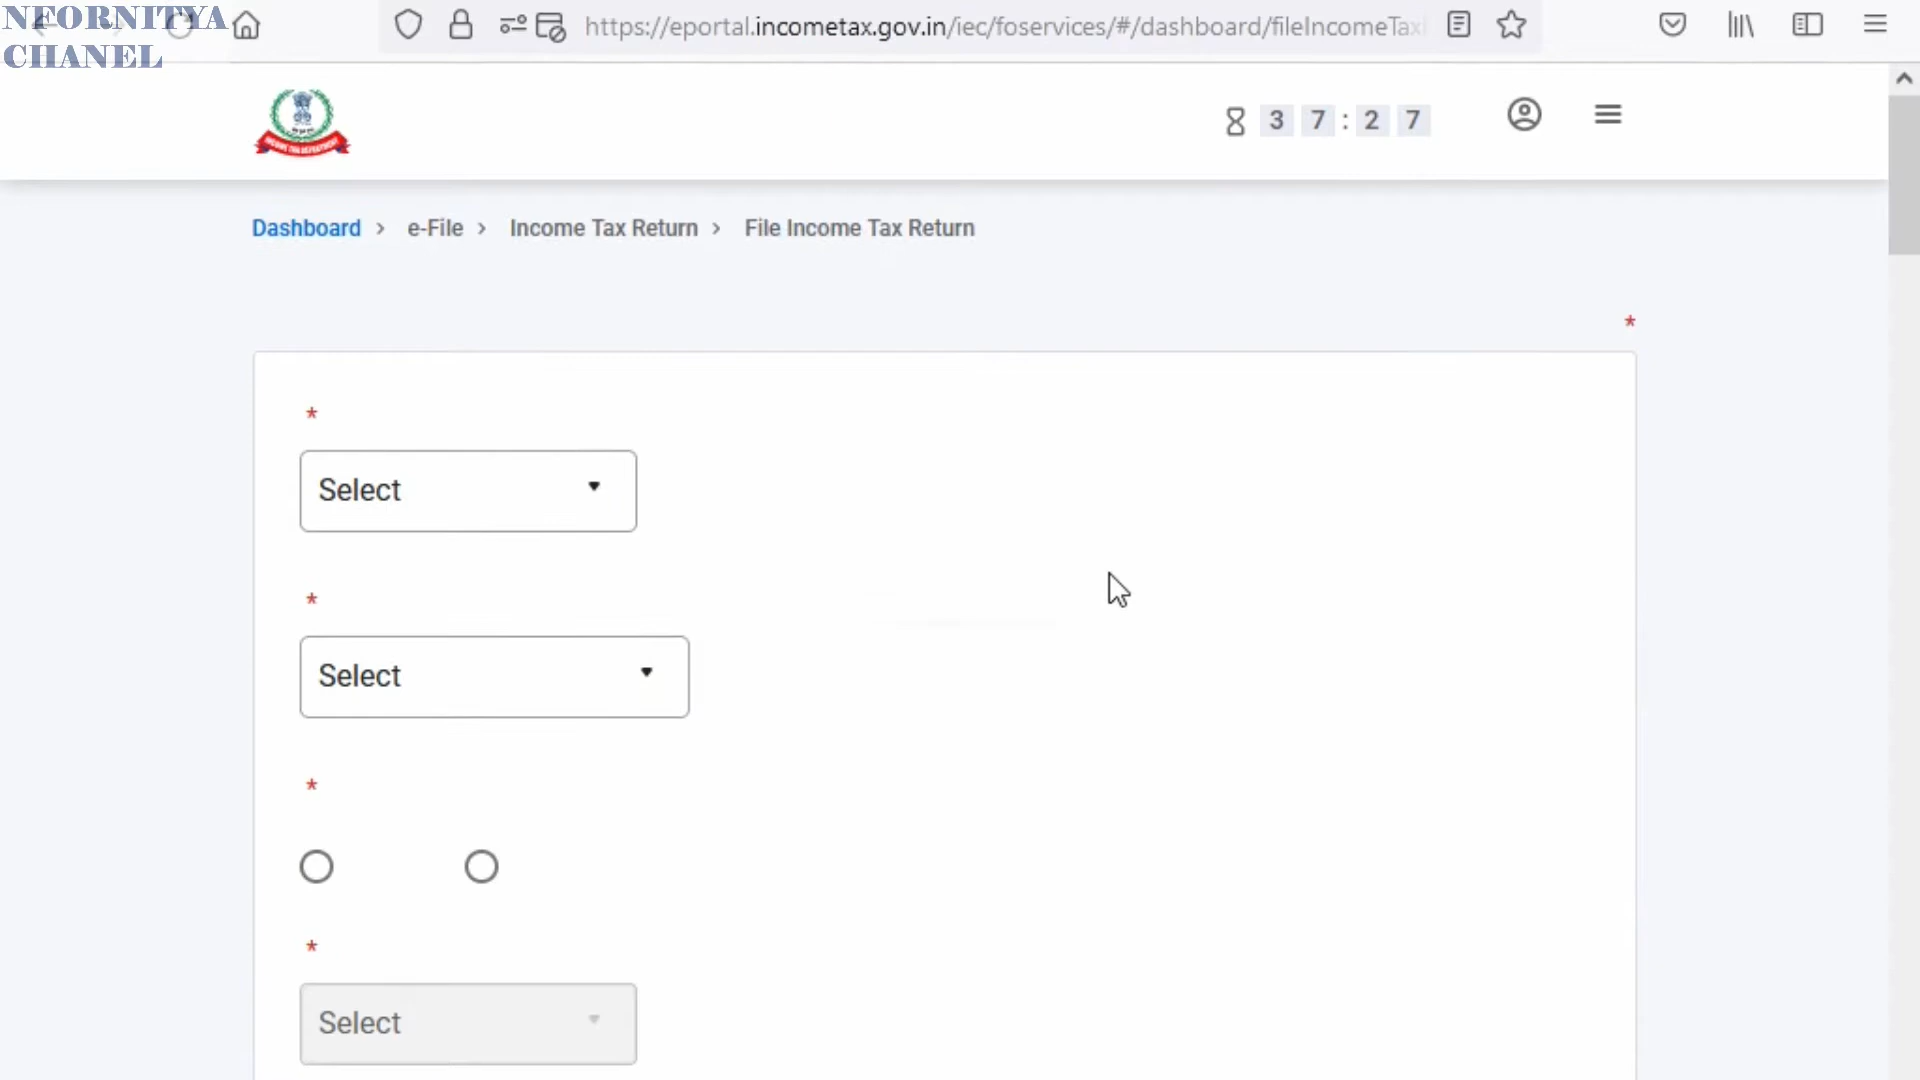 NFORNITYA
CHANEL
https://eportal.incometax.gov.in/iec/foservices/#/dashboard/fileIncomeTax
3 7 : 2 7
Dashboard > e-File > Income Tax Return > File Income Tax Return
*
*
Select
*
Select
*
*
Select